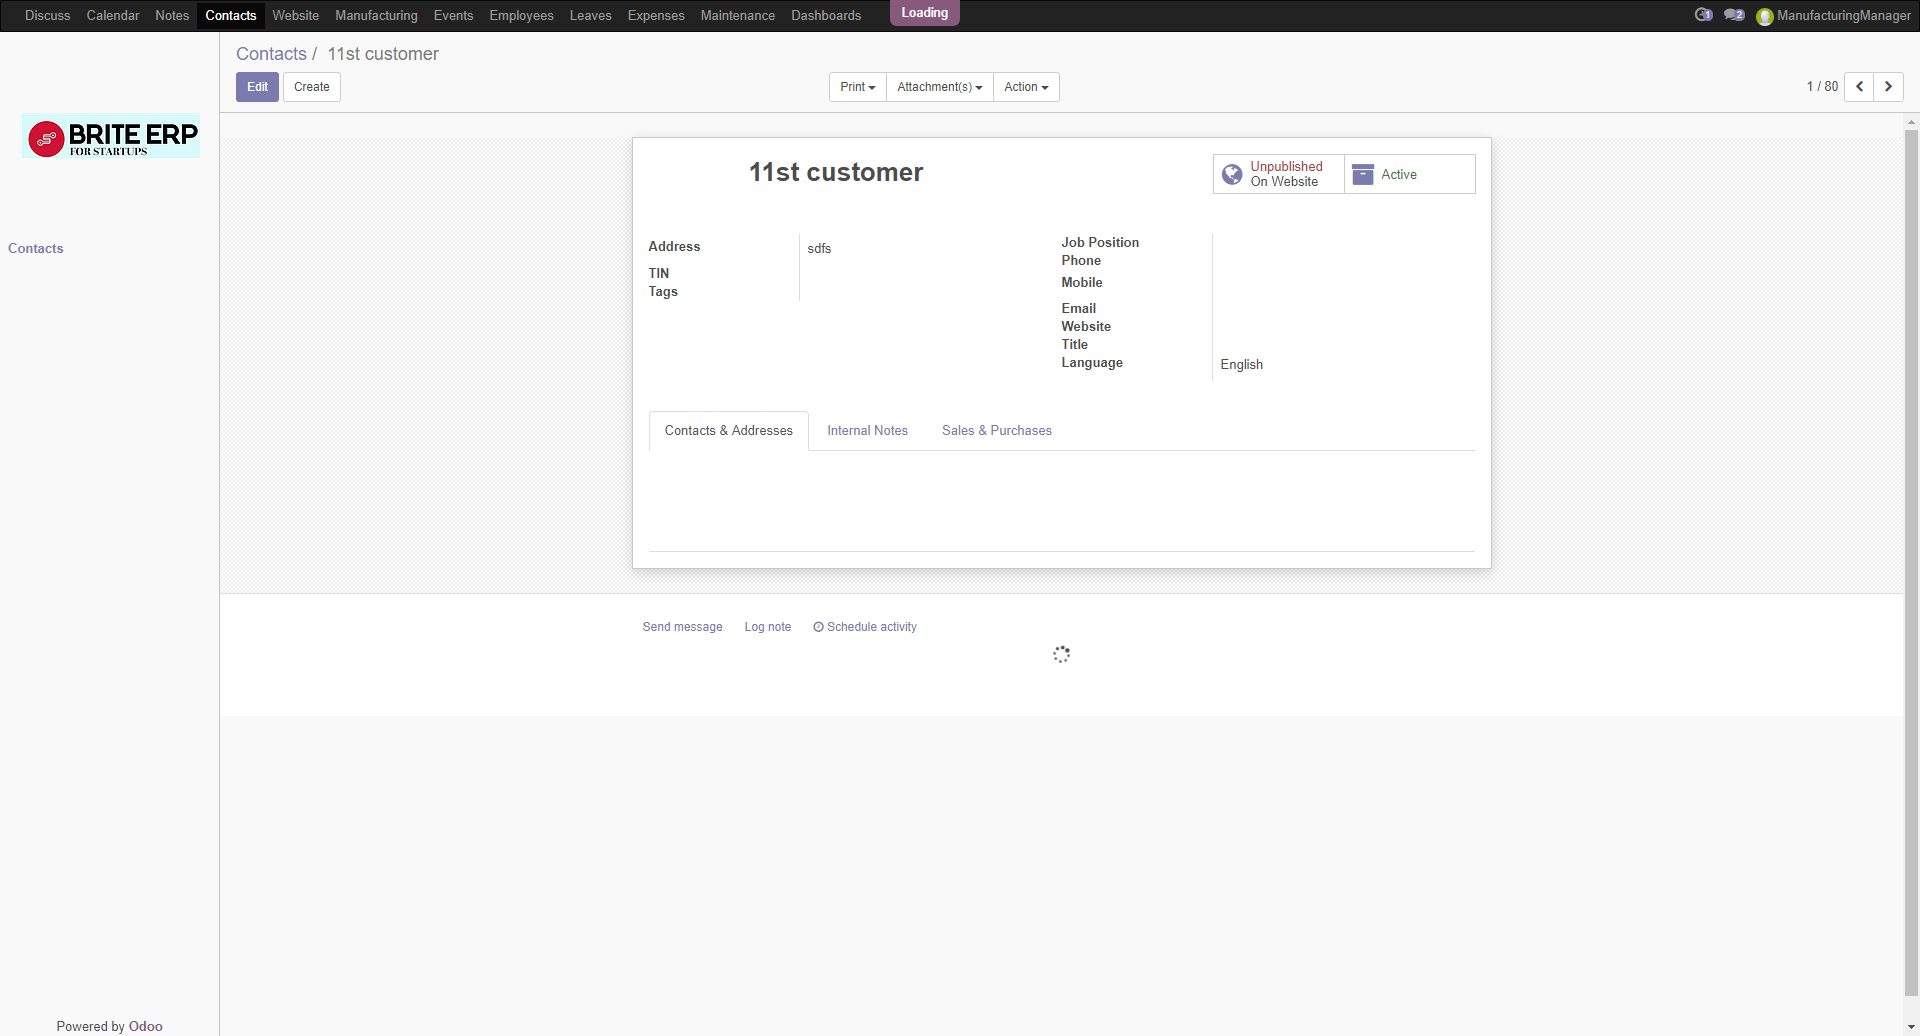 Discuss Calendar Notes Contacts Website Manufacturing Events Employees Leaves Expenses Maintenance Dashboards Loading 1 2 ManufacturingManager
Contacts / 11st customer
Edit Create Print Attachment(s) Action 1 / 80
BRITE ERP
FOR STARTUPS
Contacts
11st customer
Unpublished
On Website
Active
Address sdfs
TIN
Tags
Job Position
Phone
Mobile
Email
Website
Title
Language English
Contacts & Addresses Internal Notes Sales & Purchases
Send message Log note Schedule activity
Powered by Odoo